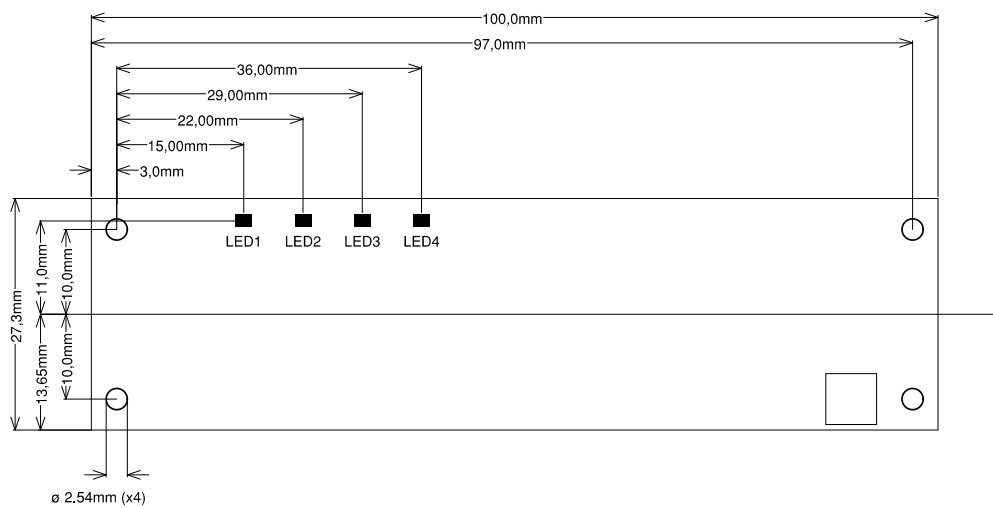 100,0mm
97,0mm
36,00mm
29,00mm
22,00mm
15,00mm
3,0mm
LED1 LED2 LED3 LED4
11,0mm
10,0mm
27,3mm
13,65mm
10,0mm
ø 2.54mm (x4)